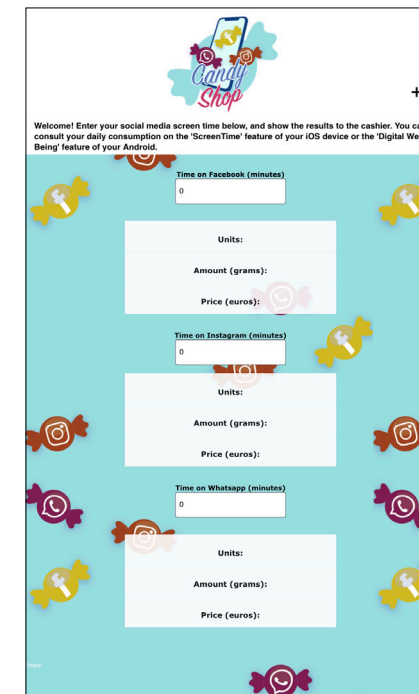 Candy
Shop
+
Welcome! Enter your social media screen time below, and show the results to the cashier. You ca
consult your daily consumption on the 'ScreenTime' feature of your iOS device or the 'Digital We
Being' feature of your Android.
Time on Facebook (minutes)
0
Units:
Amount (grams):
Price (euros):
Time on Instagram (minutes)
0
Units:
Amount (grams):
Price (euros):
Time on Whatsapp (minutes)
0
Units:
Amount (grams):
Price (euros):
new